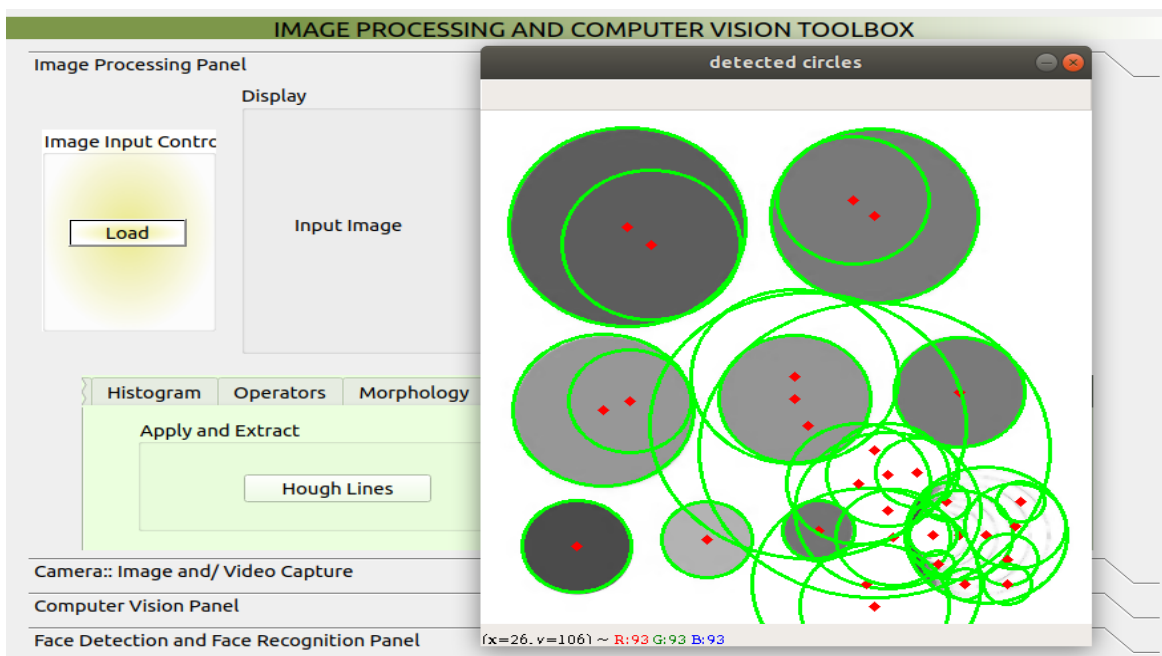 IMAGE PROCESSING AND COMPUTER VISION TOOLBOX
Image Processing Panel
detected circles
Display
Image Input Contrc
Load
Input Image
Histogram Operators Morphology
Apply and Extract
Hough Lines
Camera:: Image and/ Video Capture
Computer Vision Panel
Face Detection and Face Recognition Panel
(x=26, y=106) ~ R:93 G:93 B:93